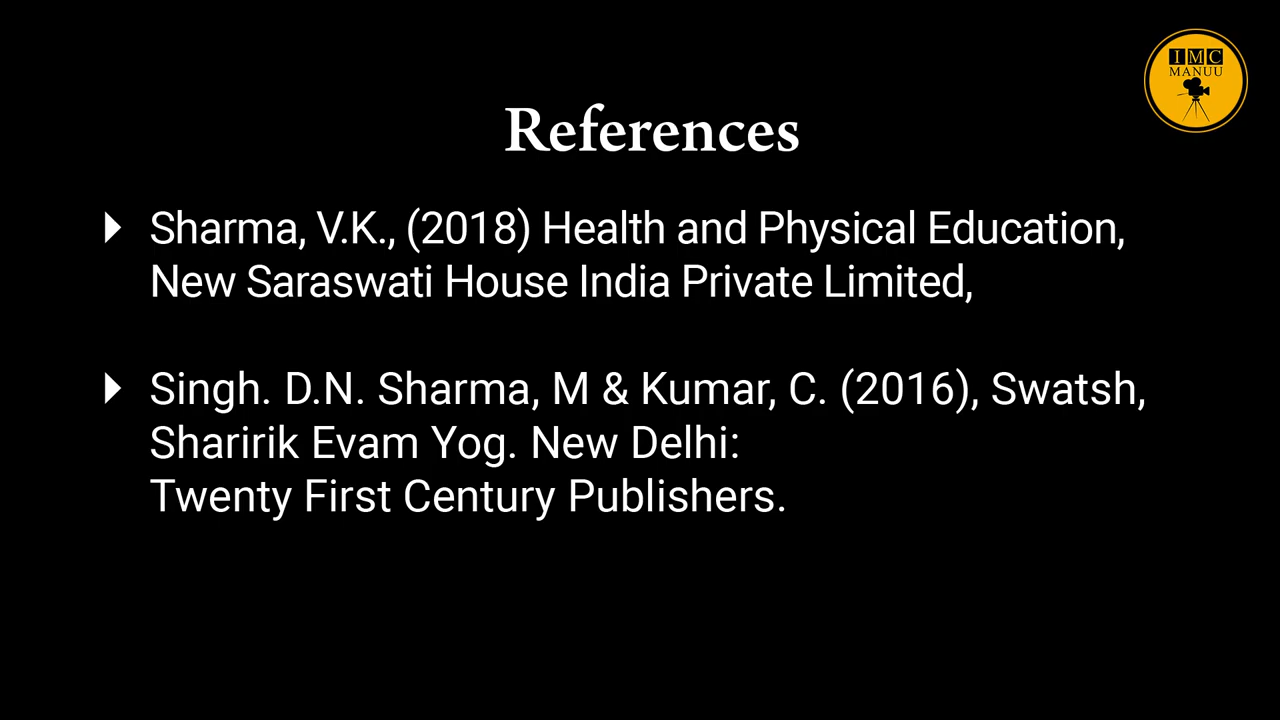 IMC
MANUU
References
Sharma, V.K., (2018) Health and Physical Education,
New Saraswati House India Private Limited,
Singh. D.N. Sharma, M & Kumar, C. (2016), Swatsh,
Sharirik Evam Yog. New Delhi:
Twenty First Century Publishers.